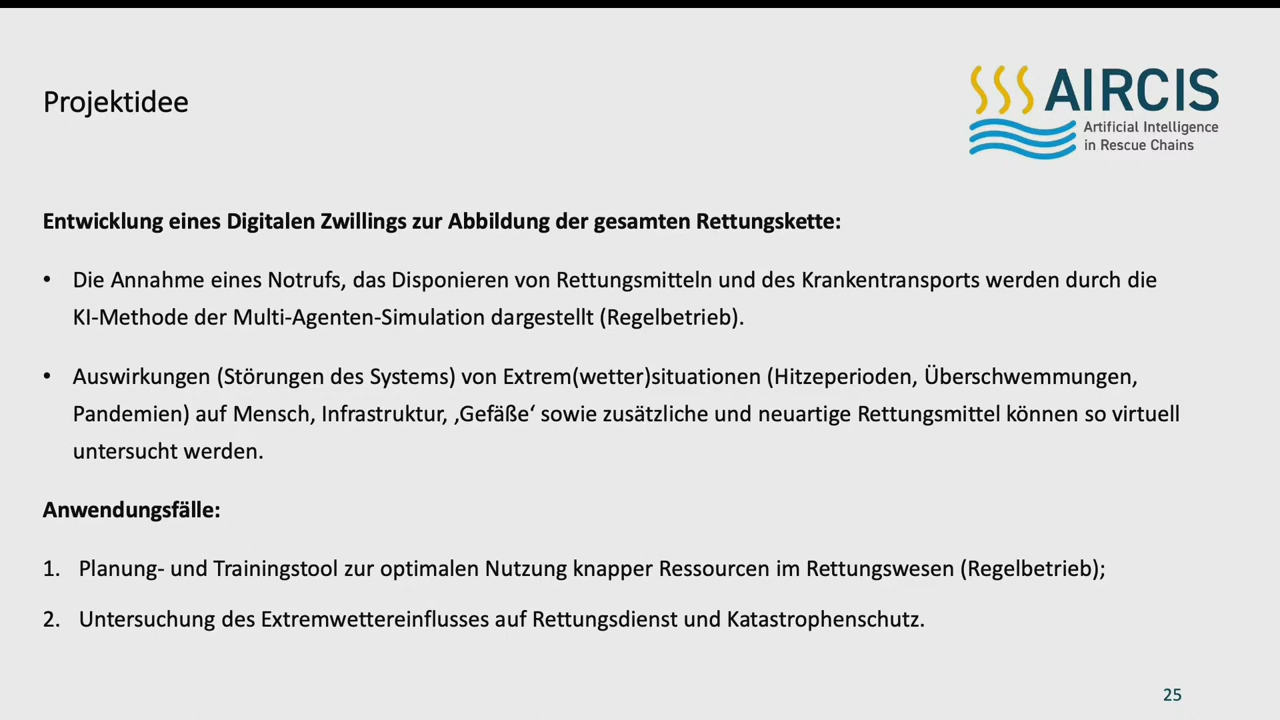 Projektidee
AIRCIS
Artificial Intelligence
in Rescue Chains
Entwicklung eines Digitalen Zwillings zur Abbildung der gesamten Rettungskette:
• Die Annahme eines Notrufs, das Disponieren von Rettungsmitteln und des Krankentransports werden durch die
KI-Methode der Multi-Agenten-Simulation dargestellt (Regelbetrieb).
• Auswirkungen (Störungen des Systems) von Extrem(wetter)situationen (Hitzeperioden, Überschwemmungen,
Pandemien) auf Mensch, Infrastruktur, ‚Gefäße‘ sowie zusätzliche und neuartige Rettungsmittel können so virtuell
untersucht werden.
Anwendungsfälle:
1. Planung- und Trainingstool zur optimalen Nutzung knapper Ressourcen im Rettungswesen (Regelbetrieb);
2. Untersuchung des Extremwettereinflusses auf Rettungsdienst und Katastrophenschutz.
25